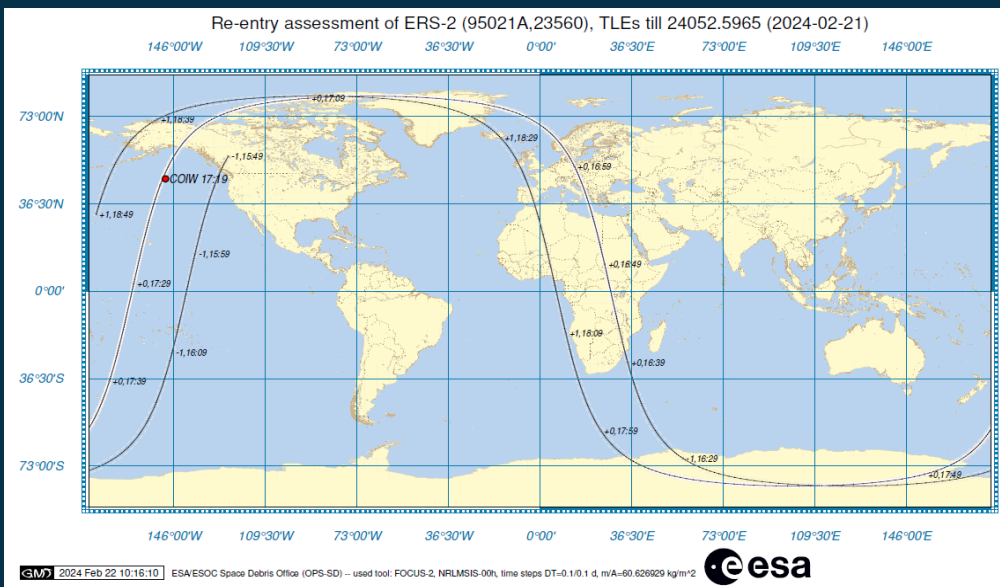 Re-entry assessment of ERS-2 (95021A,23560), TLEs till 24052.5965 (2024-02-21)
146°00'W 109°30'W 73°00'W 36°30'W 0°00' 36°30'E 73°00'E 109°30'E 146°00'E
+0,17:09
73°00'N
+1,18:39
+1,18:29
-1,15:49
+0,16:59
COIW 17:19
36°30'N
+1,18:49
-1,15:59
+0,16:49
+0,17:29
0°00'
+1,18:09
-1,16:09
+0,16:39
36°30'S
+0,17:39
+0,17:59
-1,16:29
73°00'S
+0,17:49
146°00'W 109°30'W 73°00'W 36°30'W 0°00' 36°30'E 73°00'E 109°30'E 146°00'E
GMD 2024 Feb 22 10:16:10 ESA/ESOC Space Debris Office (OPS-SD) -- used tool: FOCUS-2, NRLMSIS-00h, time steps DT=0.1/0.1 d, m/A=60.626929 kg/m^2
esa